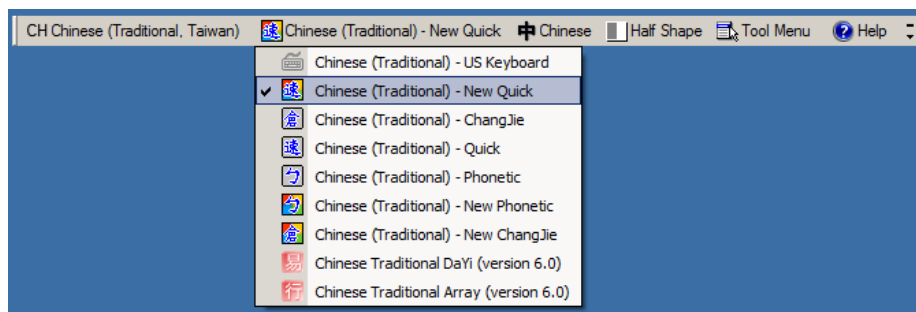 CH Chinese (Traditional, Taiwan) 速 Chinese (Traditional) - New Quick 中 Chinese Half Shape Tool Menu ? Help
Chinese (Traditional) - US Keyboard
速 Chinese (Traditional) - New Quick
倉 Chinese (Traditional) - ChangJie
速 Chinese (Traditional) - Quick
ㄅ Chinese (Traditional) - Phonetic
ㄅ Chinese (Traditional) - New Phonetic
倉 Chinese (Traditional) - New ChangJie
易 Chinese Traditional DaYi (version 6.0)
行 Chinese Traditional Array (version 6.0)